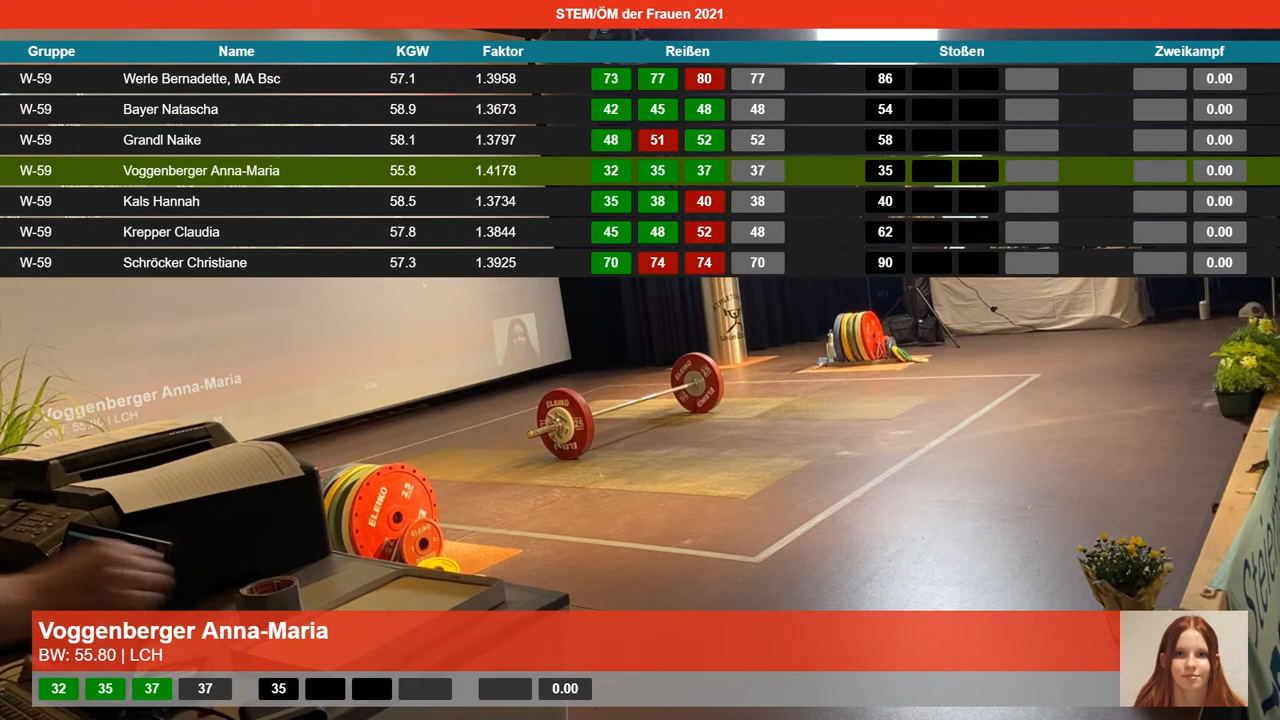 STEM/ÖM der Frauen 2021
Gruppe Name KGW Faktor Reißen Stoßen Zweikampf
W-59 Werle Bernadette, MA Bsc 57.1 1.3958 73 77 80 77 86 0.00
W-59 Bayer Natascha 58.9 1.3673 42 45 48 48 54 0.00
W-59 Grandl Naike 58.1 1.3797 48 51 52 52 58 0.00
W-59 Voggenberger Anna-Maria 55.8 1.4178 32 35 37 37 35 0.00
W-59 Kals Hannah 58.5 1.3734 35 38 40 38 40 0.00
W-59 Krepper Claudia 57.8 1.3844 45 48 52 48 62 0.00
W-59 Schröcker Christiane 57.3 1.3925 70 74 74 70 90 0.00
Voggenberger Anna-Maria
ELEIKO
ELEIKO
25
ELEIKO
2.5
ELEIKO
Voggenberger Anna-Maria
BW: 55.80 | LCH
32 35 37 37 35 0.00